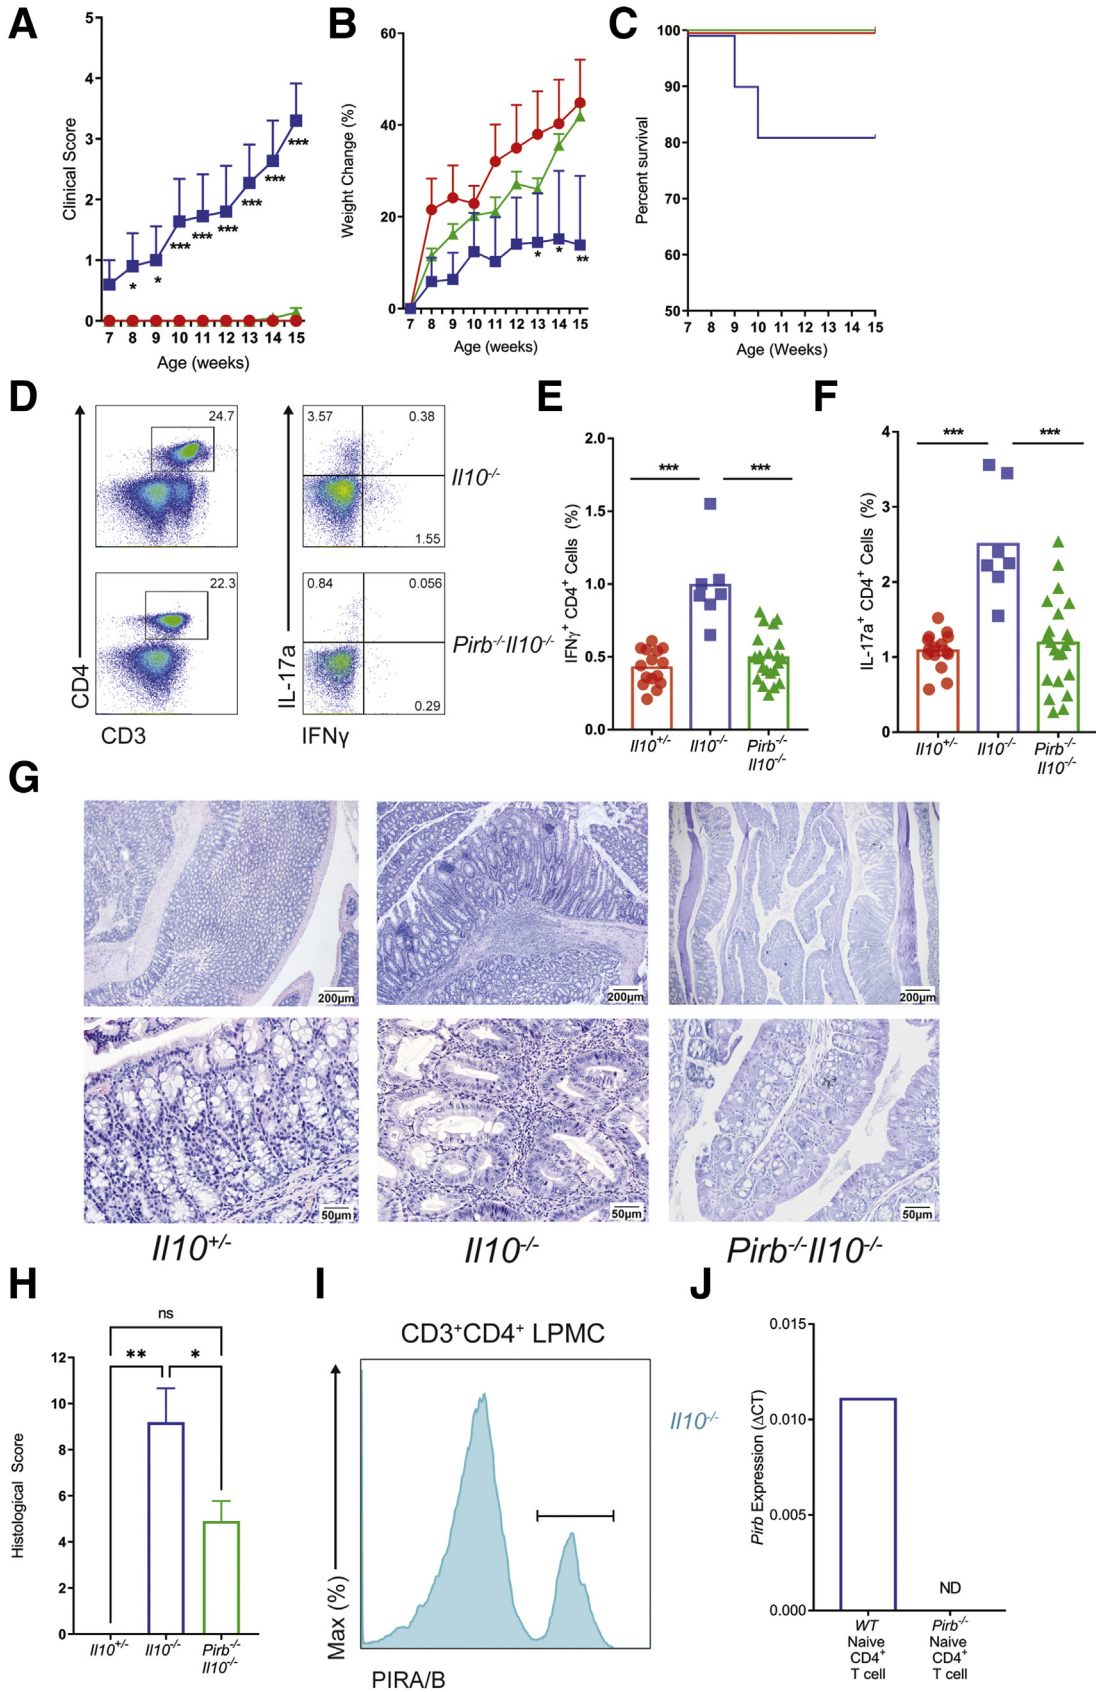 A
5
4
3
2
1
0
Clinical Score
*
*
***
***
***
***
***
***
7 8 9 10 11 12 13 14 15
Age (weeks)
B
60
40
20
0
Weight Change (%)
*
*
**
7 8 9 10 11 12 13 14 15
Age (weeks)
C
100
90
80
70
60
50
Percent survival
7 8 9 10 11 12 13 14 15
Age (Weeks)
D
24.7
3.57 0.38
1.55
Il10-/-
22.3
0.84 0.056
0.29
Pirb-/-Il10-/-
CD4
CD3
IL-17a
IFNγ
E
2.0
1.5
1.0
0.5
0.0
IFNγ+ CD4+ Cells (%)
*** ***
Il10+/- Il10-/- Pirb-/-
Il10-/-
F
4
3
2
1
0
IL-17a+ CD4+ Cells (%)
*** ***
Il10+/- Il10-/- Pirb-/-
Il10-/-
G
200µm 200µm 200µm
50µm 50µm 50µm
Il10+/- Il10-/- Pirb-/-Il10-/-
H
ns
** *
12
10
8
6
4
2
0
Histological Score
Il10+/- Il10-/- Pirb-/-
Il10-/-
I
CD3+CD4+ LPMC
Max (%)
PIRA/B
Il10-/-
J
0.015
0.010
0.005
0.000
Pirb Expression (ΔCT)
ND
WT Pirb-/-
Naive Naive
CD4+ CD4+
T cell T cell